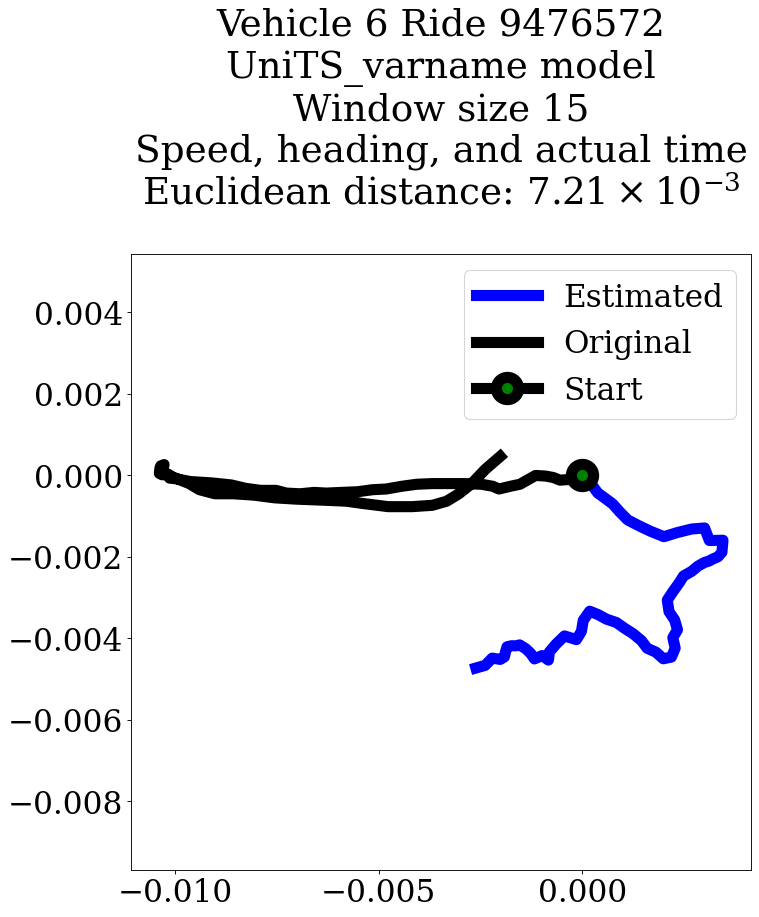 Vehicle 6 Ride 9476572
UniTS_varname model
Window size 15
Speed, heading, and actual time
Euclidean distance: 7.21 × 10⁻³
Estimated
Original
Start
0.004
0.002
0.000
−0.002
−0.004
−0.006
−0.008
−0.010
−0.005
0.000